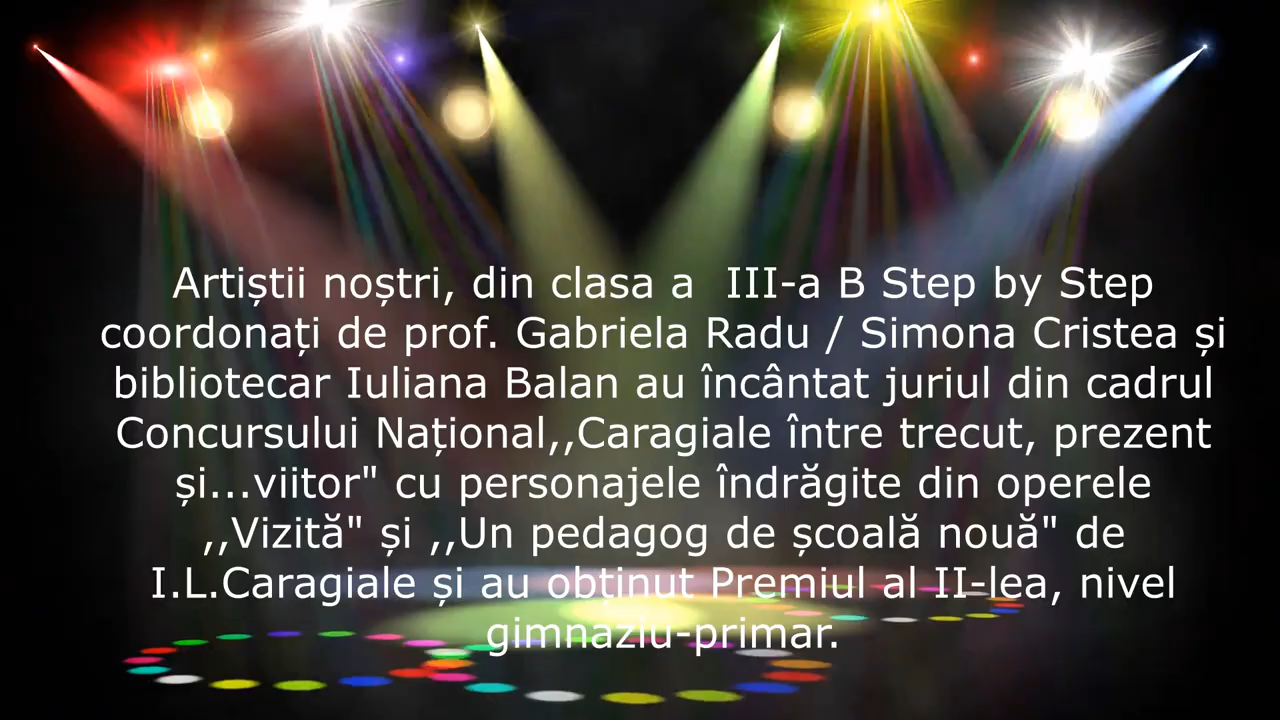 Artiștii noștri, din clasa a  III-a B Step by Step
coordonați de prof. Gabriela Radu / Simona Cristea și
bibliotecar Iuliana Balan au încântat juriul din cadrul
Concursului Național,,Caragiale între trecut, prezent
și...viitor" cu personajele îndrăgite din operele
,,Vizită" și ,,Un pedagog de școală nouă" de
I.L.Caragiale și au obținut Premiul al II-lea, nivel
gimnaziu-primar.